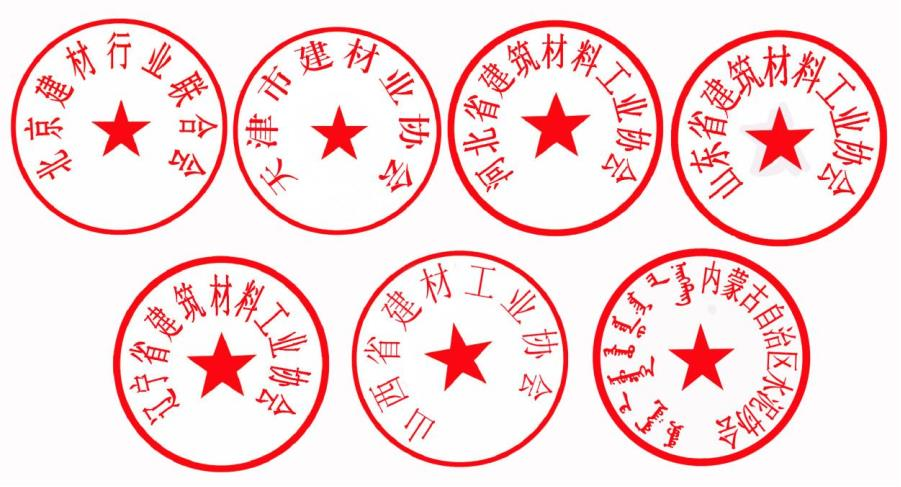 北京建材行业联合会
天津市建材业协会
河北省建筑材料工业协会
山东省建筑材料工业协会
辽宁省建筑材料工业协会
山西省建材工业协会
内蒙古自治区水泥协会